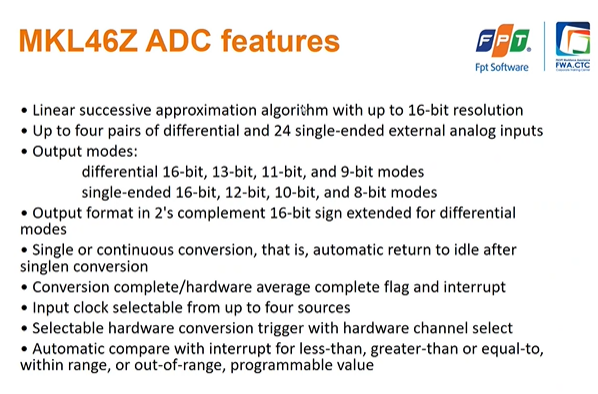 MKL46Z ADC features
FPT.
Fpt Software
FWA.CTC
• Linear successive approximation algorithm with up to 16-bit resolution
• Up to four pairs of differential and 24 single-ended external analog inputs
• Output modes:
differential 16-bit, 13-bit, 11-bit, and 9-bit modes
single-ended 16-bit, 12-bit, 10-bit, and 8-bit modes
• Output format in 2's complement 16-bit sign extended for differential
modes
• Single or continuous conversion, that is, automatic return to idle after
singlen conversion
• Conversion complete/hardware average complete flag and interrupt
• Input clock selectable from up to four sources
• Selectable hardware conversion trigger with hardware channel select
• Automatic compare with interrupt for less-than, greater-than or equal-to,
within range, or out-of-range, programmable value